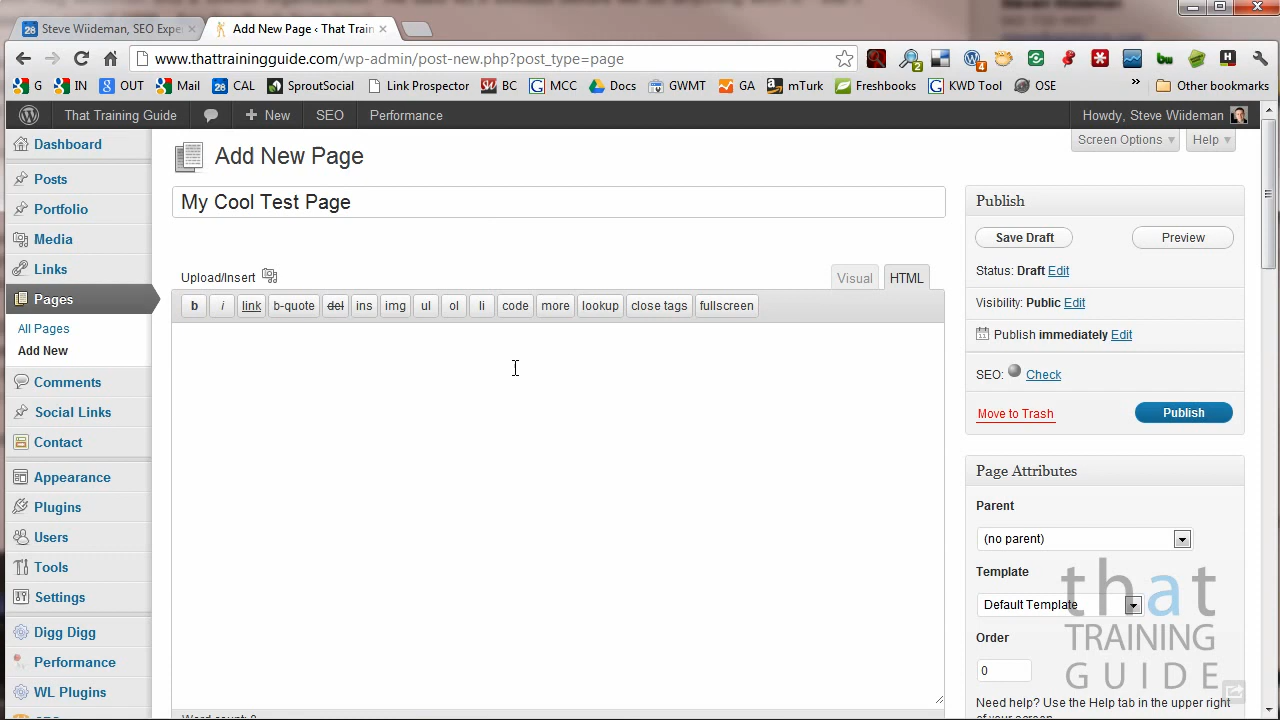 Steve Wiideman, SEO Expe
Add New Page ‹ That Train
www.thattrainingguide.com/wp-admin/post-new.php?post_type=page
G
IN
OUT
Mail
CAL
SproutSocial
Link Prospector
BC
MCC
Docs
GWMT
GA
mTurk
Freshbooks
KWD Tool
OSE
»
Other bookmarks
That Training Guide
+ New
SEO
Performance
Howdy, Steve Wiideman
Screen Options
Help
Dashboard
Posts
Portfolio
Media
Links
Pages
All Pages
Add New
Comments
Social Links
Contact
Appearance
Plugins
Users
Tools
Settings
Digg Digg
Performance
WL Plugins
Add New Page
My Cool Test Page
Upload/Insert
Visual
HTML
b
i
link
b-quote
del
ins
img
ul
ol
li
code
more
lookup
close tags
fullscreen
Publish
Save Draft
Preview
Status: Draft Edit
Visibility: Public Edit
Publish immediately Edit
SEO: Check
Move to Trash
Publish
Page Attributes
Parent
(no parent)
Template
Default Template
Order
0
Need help? Use the Help tab in the upper right
that
TRAINING
GUIDE